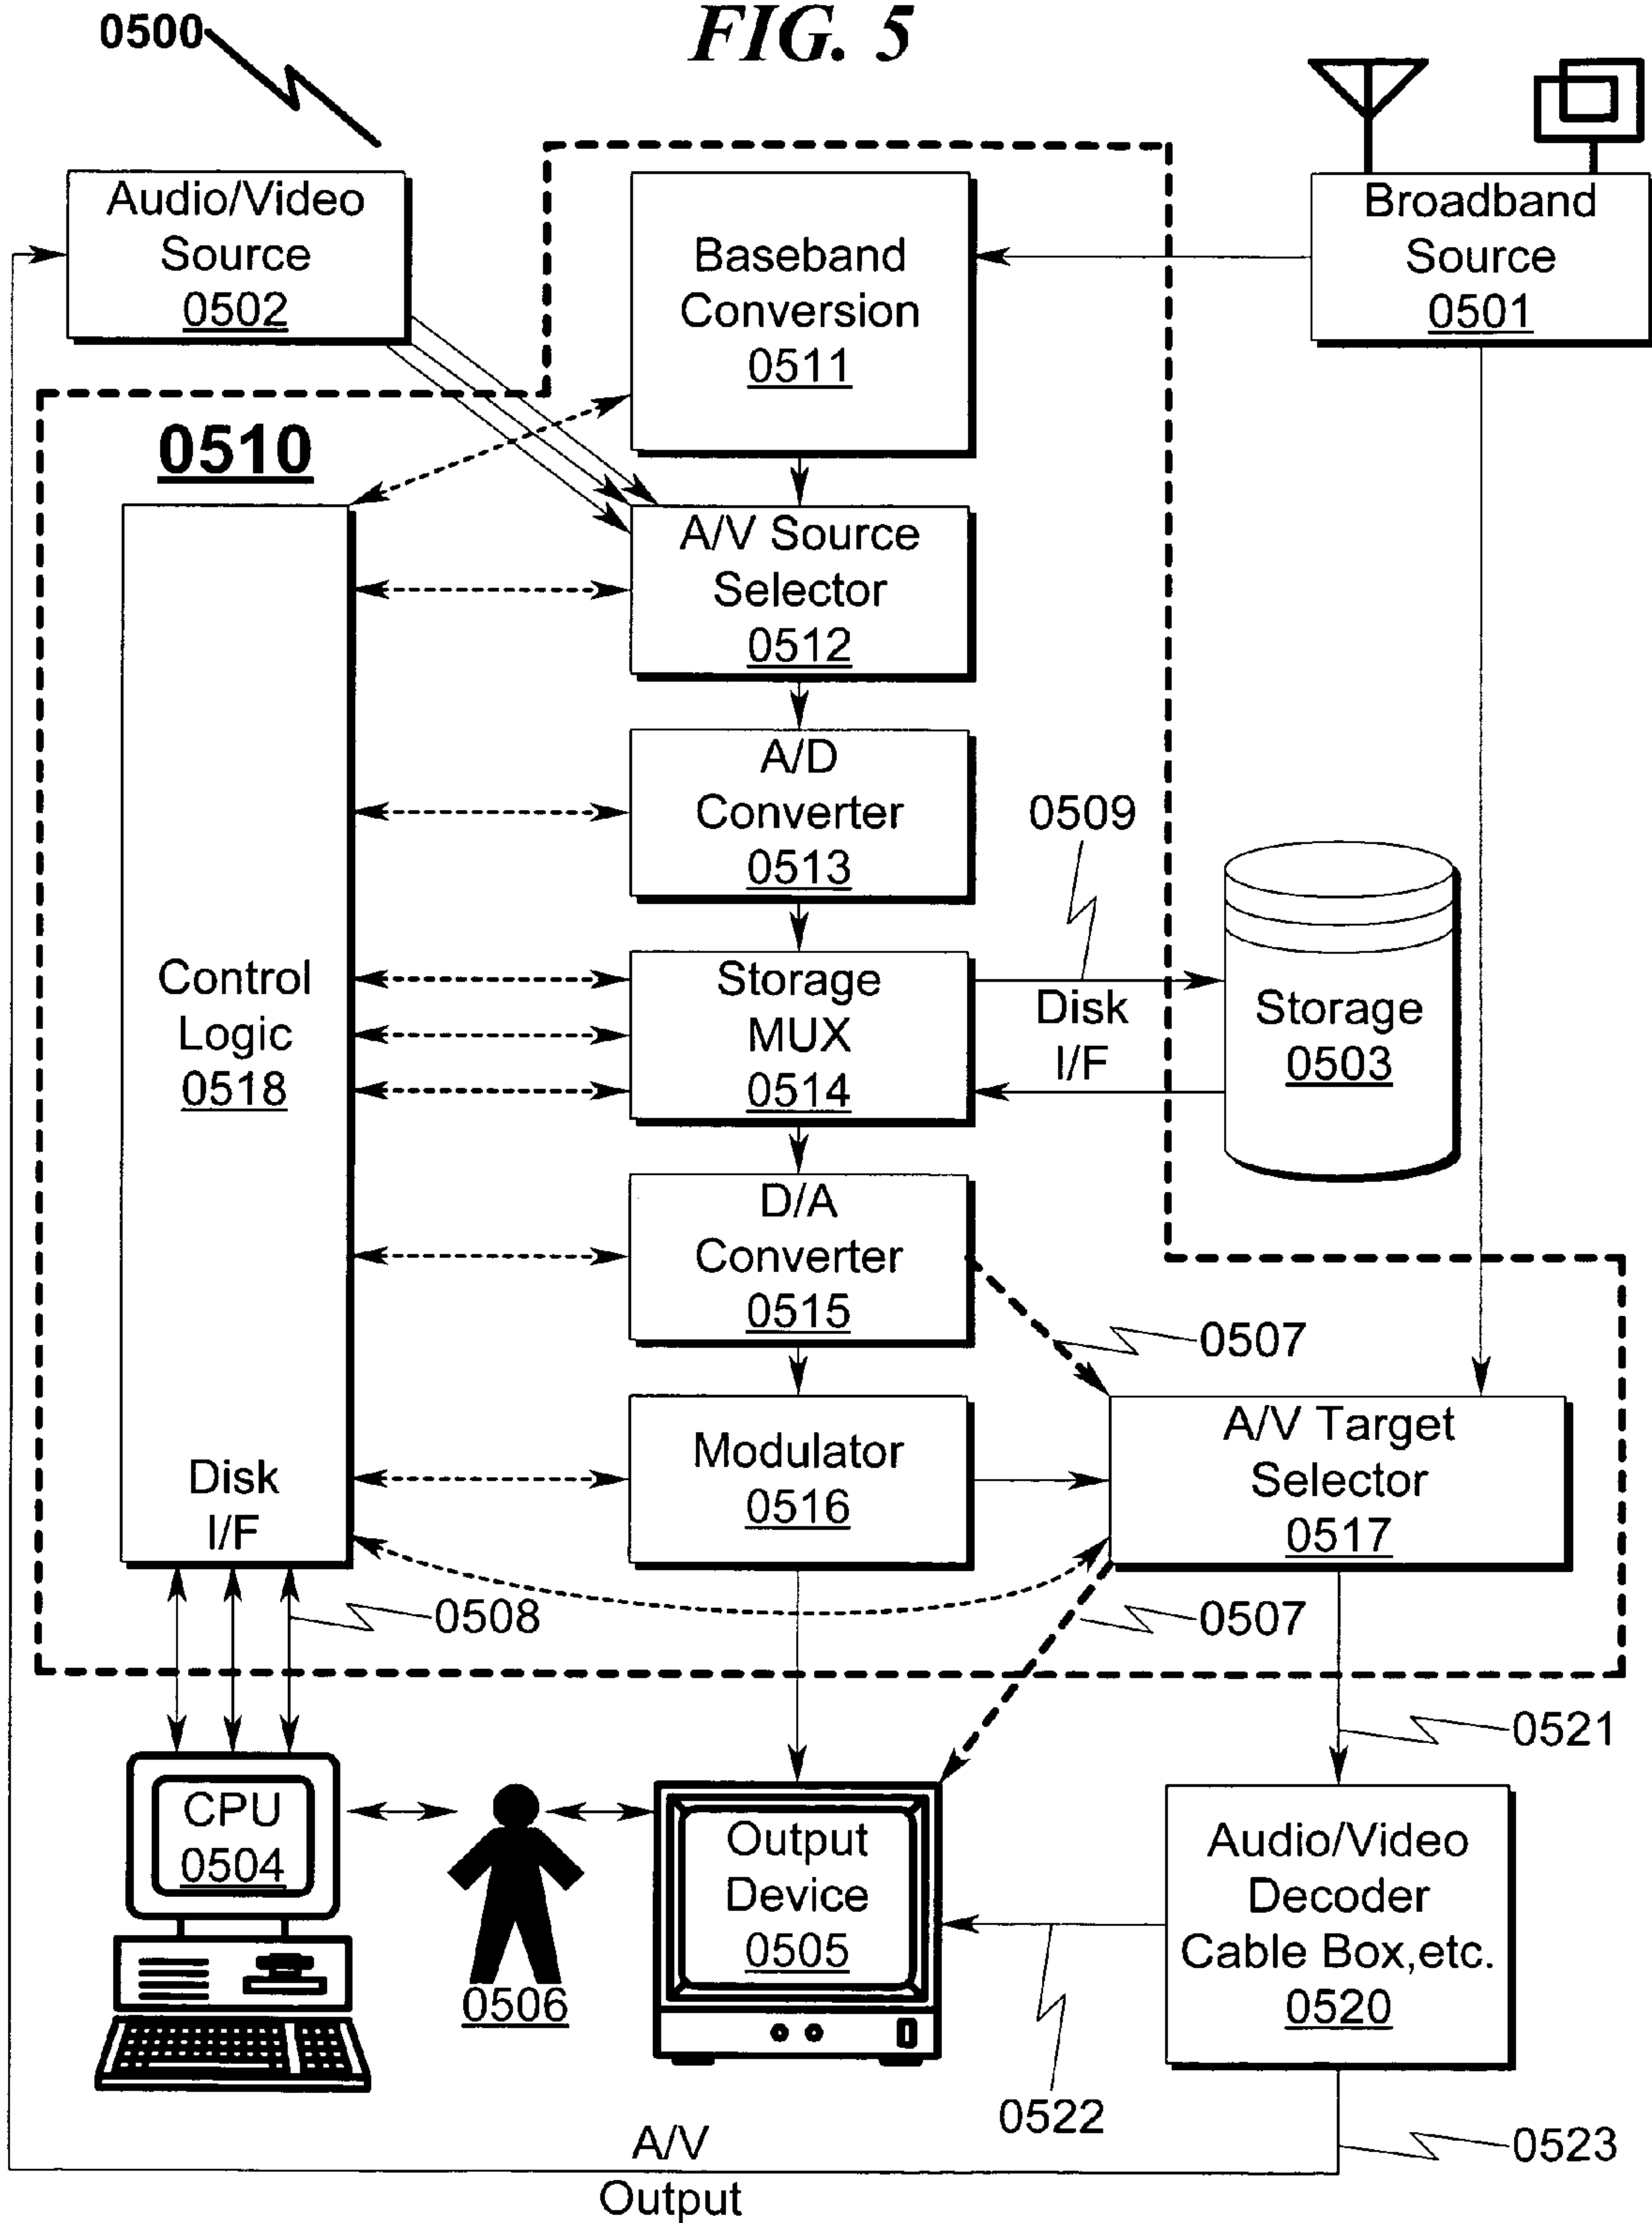 FIG. 5
0500
Audio/Video
Source
0502
Baseband
Conversion
0511
Broadband
Source
0501
0510
A/V Source
Selector
0512
A/D
Converter
0513
0509
Control
Logic
0518
Storage
MUX
0514
Disk
I/F
Storage
0503
D/A
Converter
0515
0507
Disk
I/F
Modulator
0516
A/V Target
Selector
0517
0508
0507
0521
CPU
0504
0506
Output
Device
0505
Audio/Video
Decoder
Cable Box,etc.
0520
0522
0523
A/V
Output